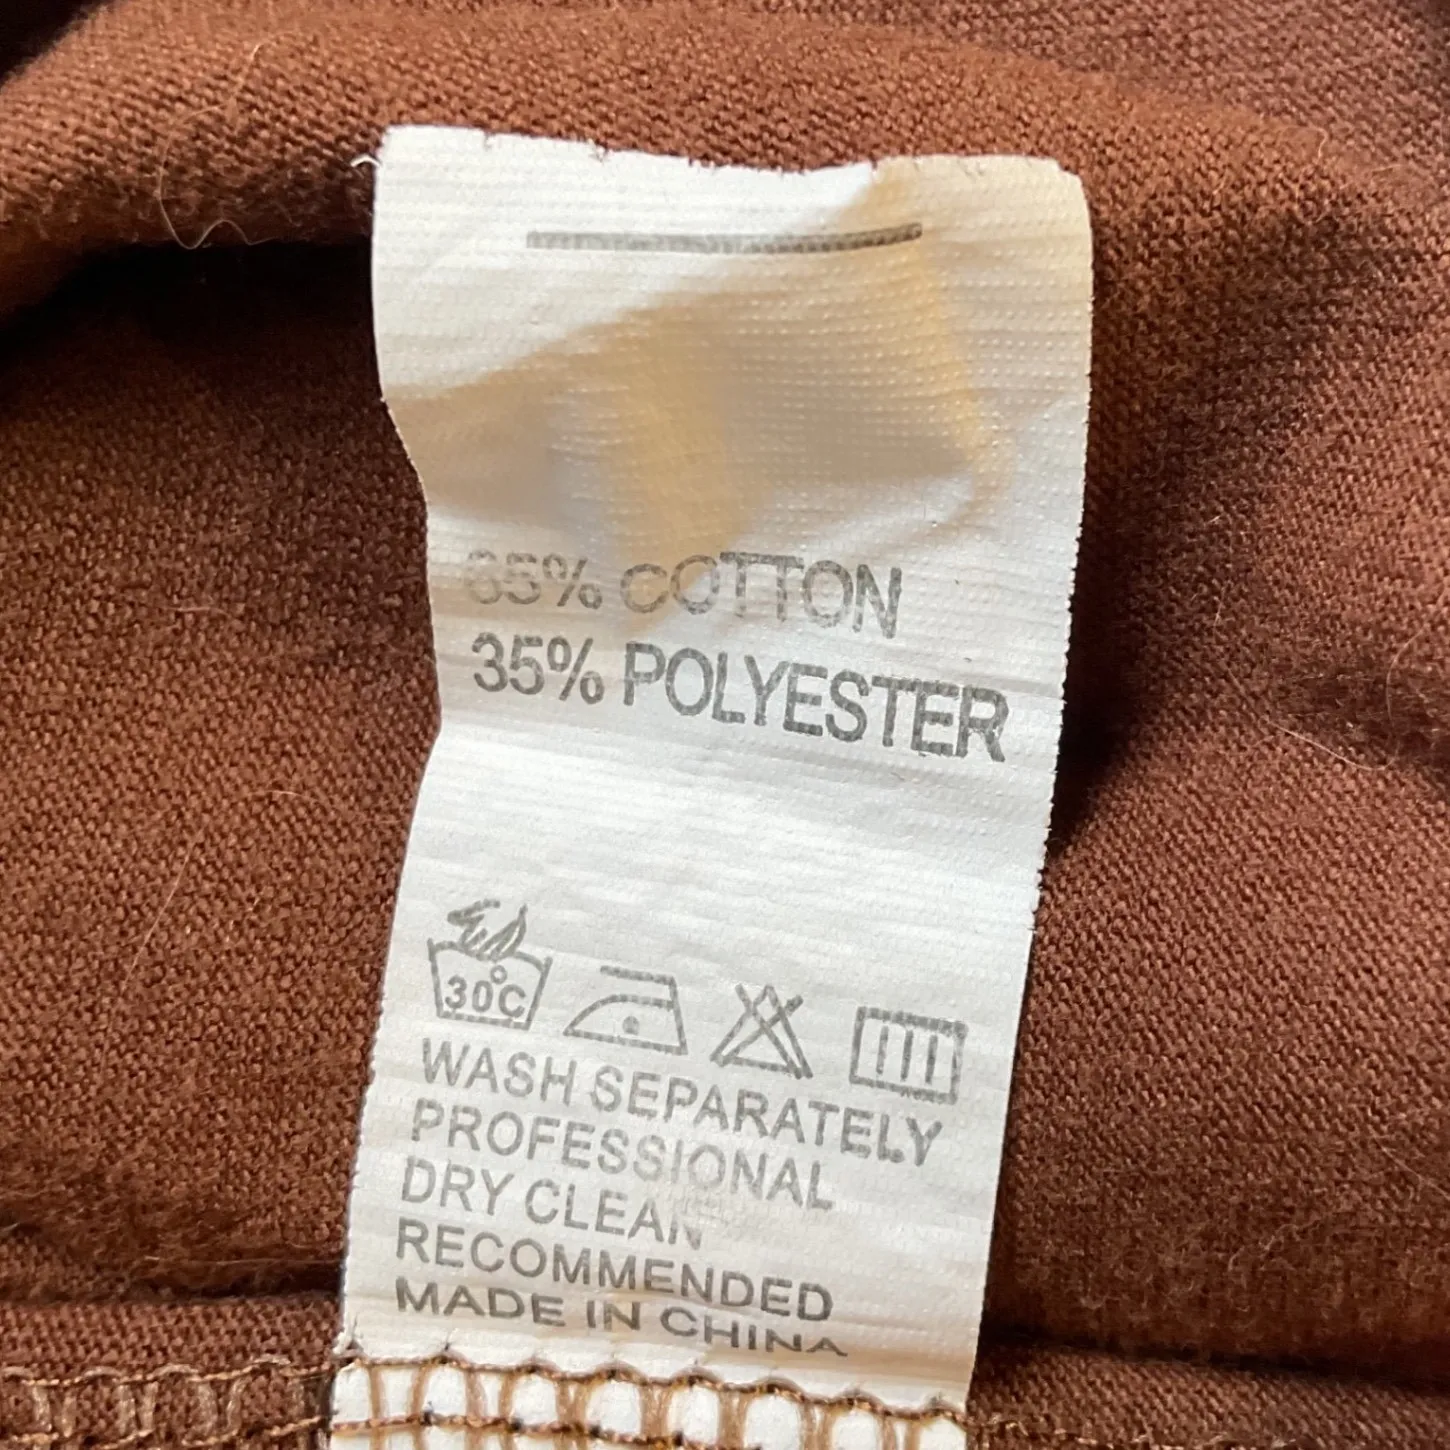 65% COTTON
35% POLYESTER
30°C
WASH SEPARATELY
PROFESSIONAL
DRY CLEAN
RECOMMENDED
MADE IN CHINA